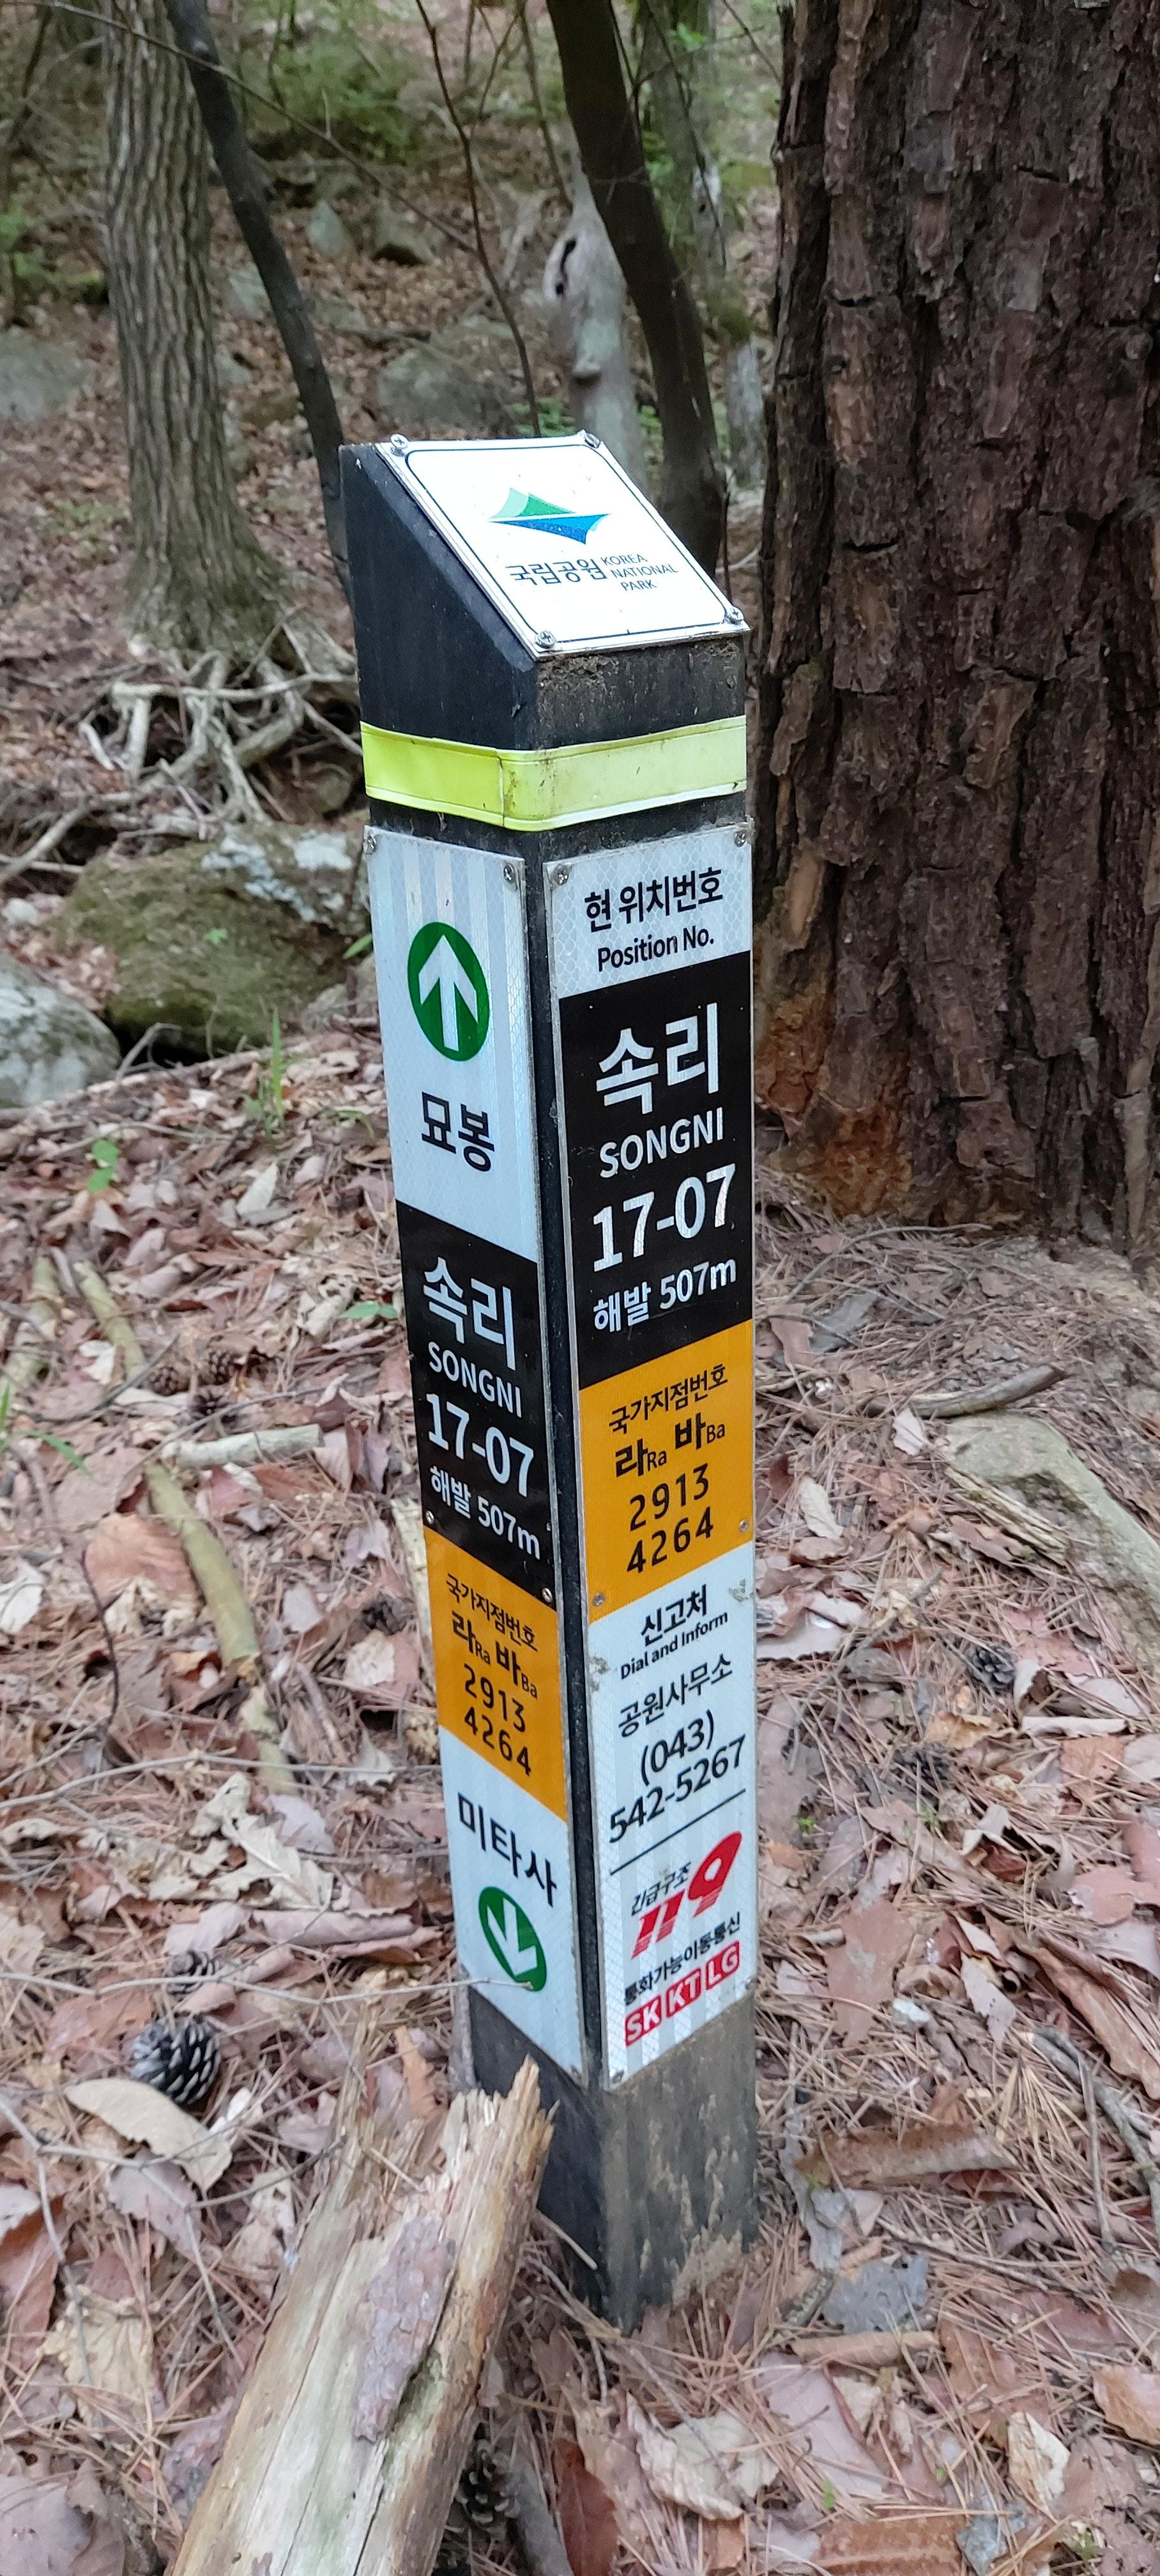 국립공원 KOREA
NATIONAL
PARK
묘봉
속리
SONGNI
17-07
해발 507m
국가지점번호
라Ra 바Ba
2913
4264
미타사
현 위치번호
Position No.
속리
SONGNI
17-07
해발 507m
국가지점번호
라Ra 바Ba
2913
4264
신고처
Dial and Inform
공원사무소
(043)
542-5267
긴급구조
119
통화가능이동통신
SK KT LG